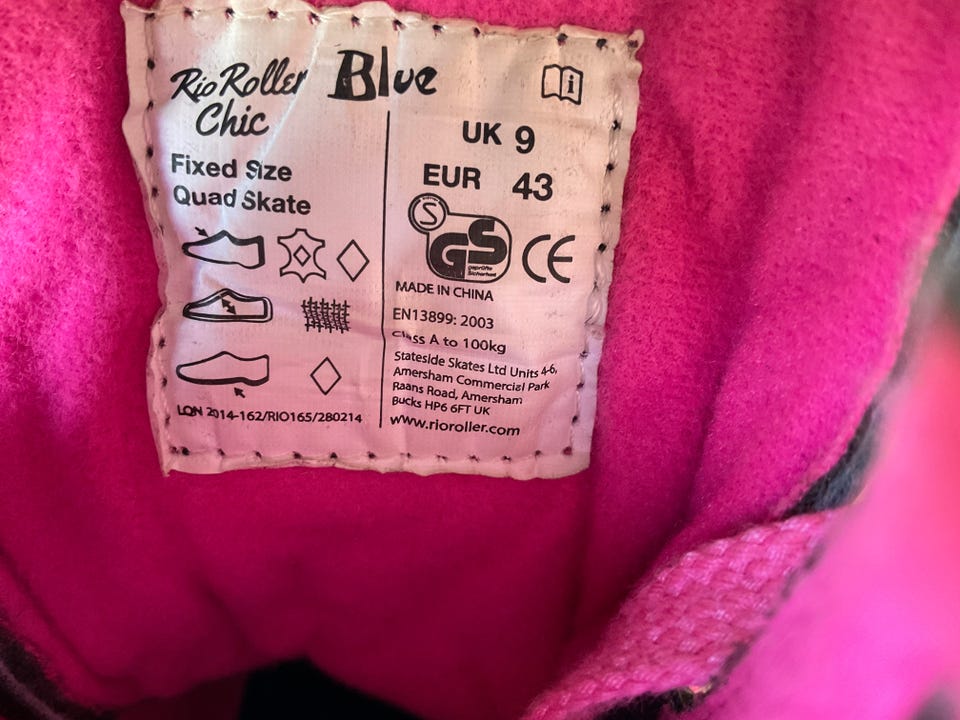 Rio Roller
Chic
Blue
Fixed Size
Quad Skate
LON 2014-162/RIO165/280214
i
UK 9
EUR 43
S
GS
geprüfte
Sicherheit
CE
MADE IN CHINA
EN13899: 2003
Class A to 100kg
Stateside Skates Ltd Units 4-6,
Amersham Commercial Park
Raans Road, Amersham
Bucks HP6 6FT UK
www.rioroller.com